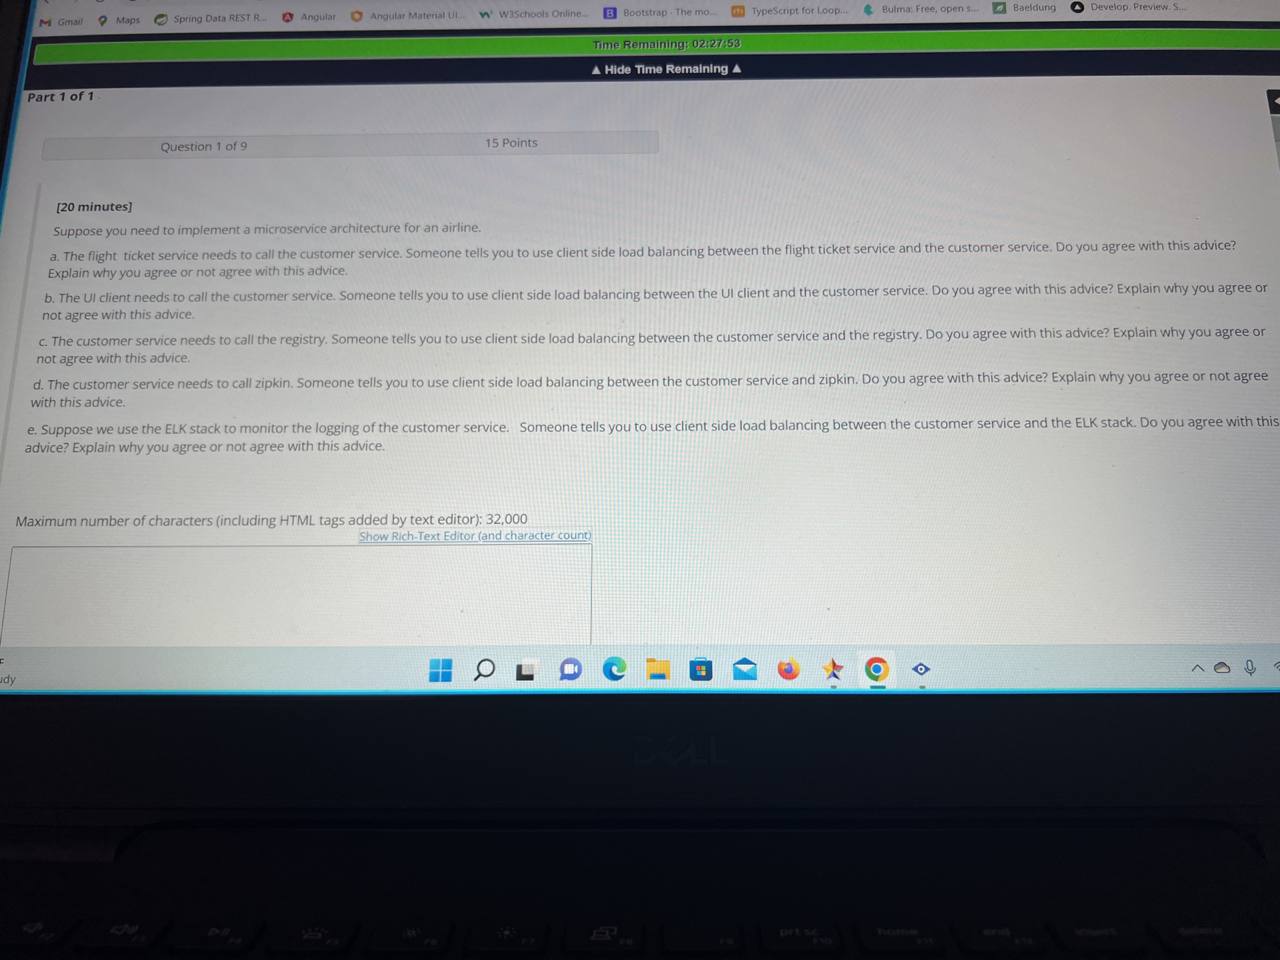 Gmail Maps Spring Data REST R... Angular Angular Material UI... W3Schools Online... B Bootstrap - The mo... TypeScript for Loop... Bulma: Free, open s... Baeldung Develop. Preview. S...
Time Remaining: 02:27:53
▲ Hide Time Remaining ▲
Part 1 of 1
Question 1 of 9 15 Points
[20 minutes]
Suppose you need to implement a microservice architecture for an airline.
a. The flight ticket service needs to call the customer service. Someone tells you to use client side load balancing between the flight ticket service and the customer service. Do you agree with this advice?
Explain why you agree or not agree with this advice.
b. The UI client needs to call the customer service. Someone tells you to use client side load balancing between the UI client and the customer service. Do you agree with this advice? Explain why you agree or
not agree with this advice.
c. The customer service needs to call the registry. Someone tells you to use client side load balancing between the customer service and the registry. Do you agree with this advice? Explain why you agree or
not agree with this advice.
d. The customer service needs to call zipkin. Someone tells you to use client side load balancing between the customer service and zipkin. Do you agree with this advice? Explain why you agree or not agree
with this advice.
e. Suppose we use the ELK stack to monitor the logging of the customer service. Someone tells you to use client side load balancing between the customer service and the ELK stack. Do you agree with this
advice? Explain why you agree or not agree with this advice.
Maximum number of characters (including HTML tags added by text editor): 32,000
Show Rich-Text Editor (and character count)
DELL
prt sc home end insert delete
F10